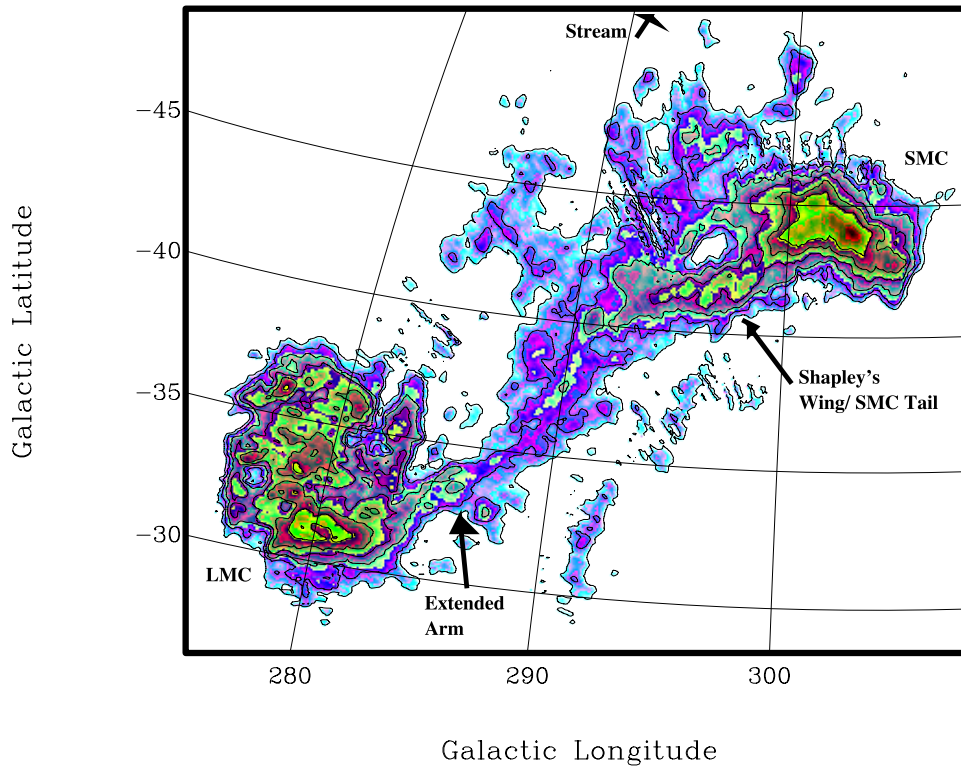 Stream
−45
SMC
−40
Galactic Latitude
Shapley's
Wing/ SMC Tail
−35
−30
LMC
Extended
Arm
280
290
300
Galactic Longitude